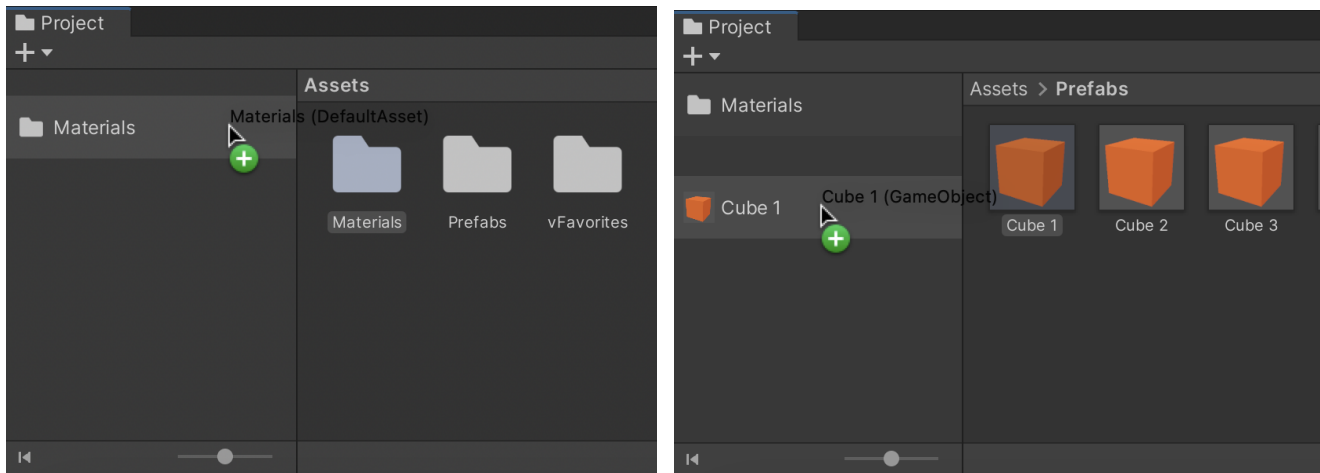 Project
Assets
Materials
Materials (DefaultAsset)
Materials
Prefabs
vFavorites
Project
Assets > Prefabs
Materials
Cube 1
Cube 1 (GameObject)
Cube 1
Cube 2
Cube 3